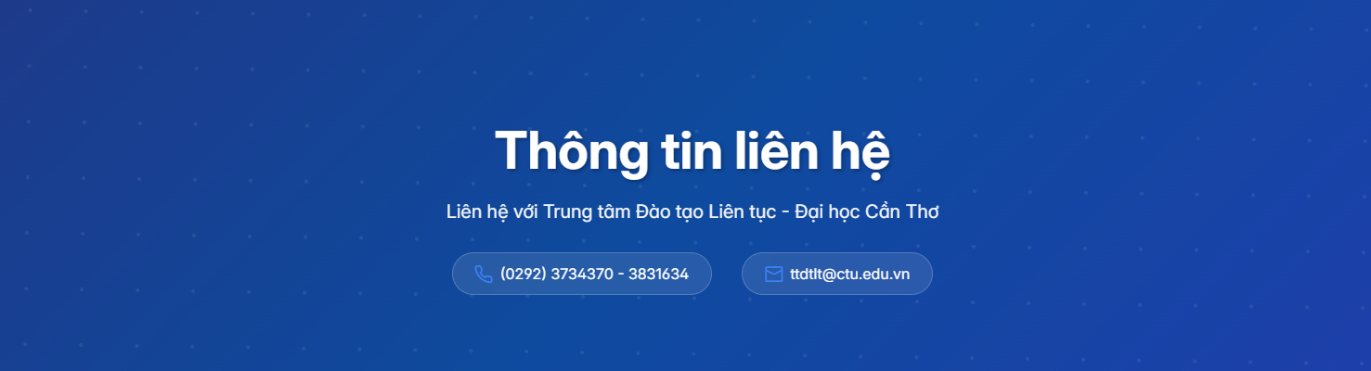 Thông tin liên hệ
Liên hệ với Trung tâm Đào tạo Liên tục - Đại học Cần Thơ
(0292) 3734370 - 3831634
ttdtlt@ctu.edu.vn